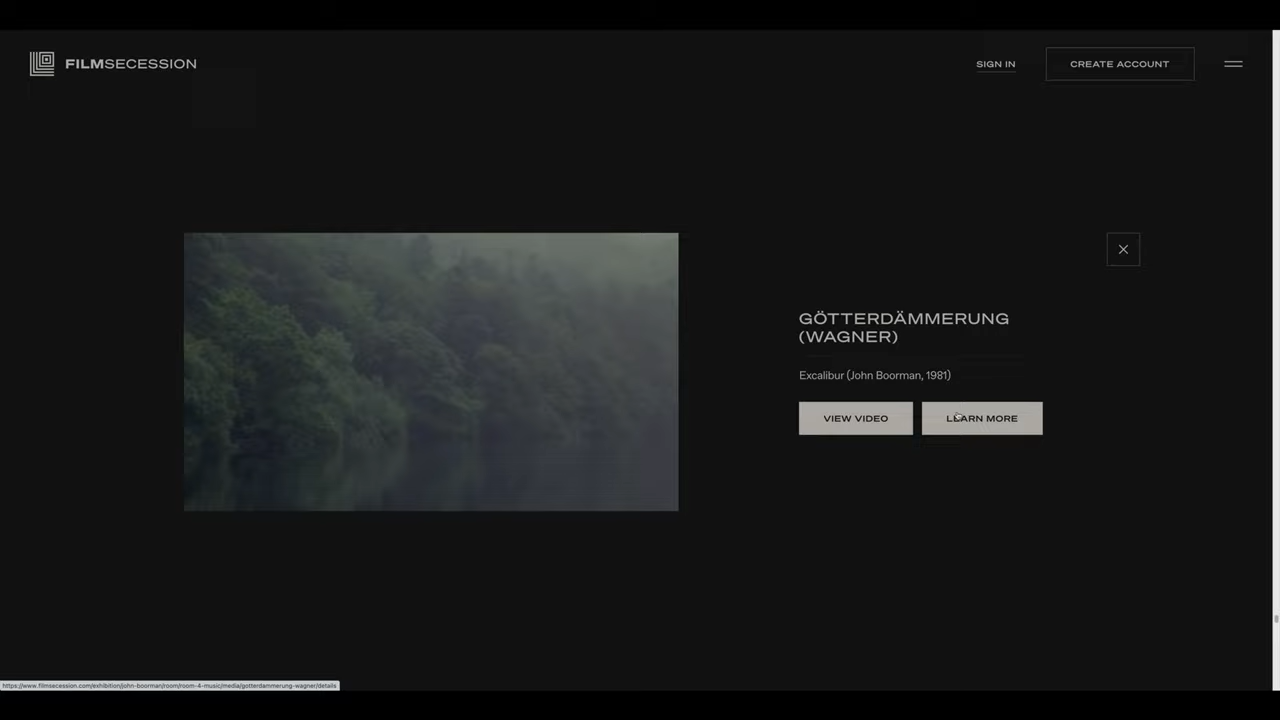 FILMSECESSION
SIGN IN
CREATE ACCOUNT
GÖTTERDÄMMERUNG
(WAGNER)
Excalibur (John Boorman, 1981)
VIEW VIDEO
LEARN MORE
https://www.filmsecession.com/exhibition/john-boorman/room/room-4-music/media/gotterdammerung-wagner/details